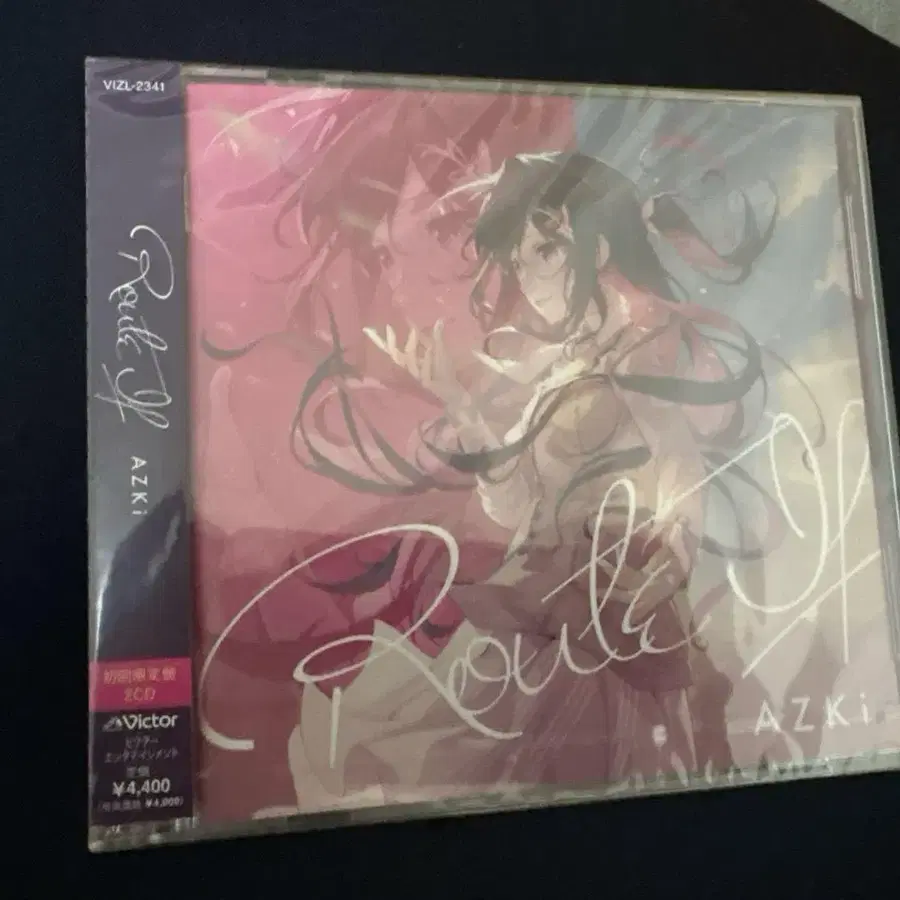 VIZL-2341
Route If
AZKi
初回限定盤
2CD
Victor
ビクター
エンタテインメント
定価
¥4,400
(税抜価格 ¥4,000)
Route If
AZKi